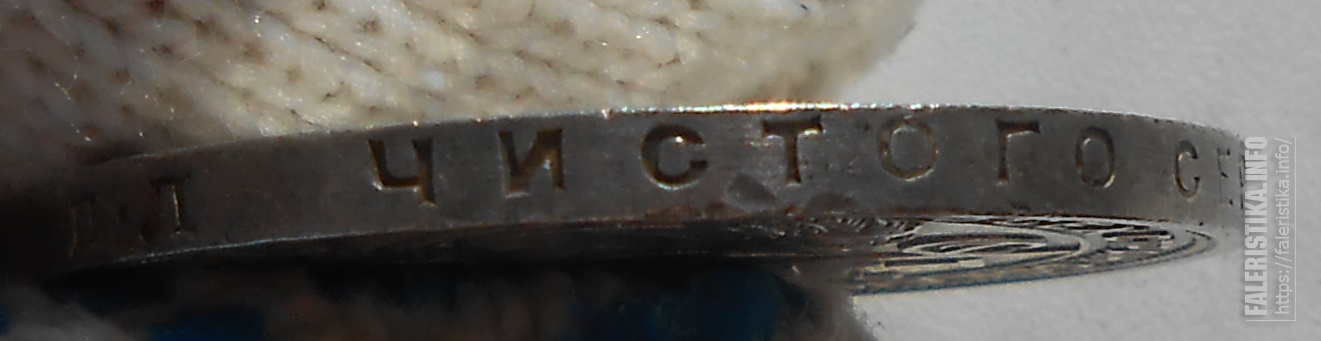 ЧИСТОГО
FALERISTIKA.INFO
https://faleristika.info/